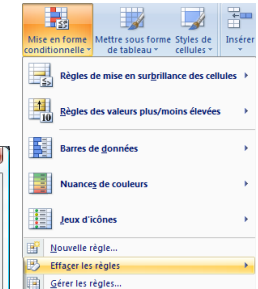 Mise en forme Mettre sous forme Styles de Insérer
conditionnelle de tableau cellules
Règles de mise en surbrillance des cellules
10
Règles des valeurs plus/moins élevées
Barres de données
Nuances de couleurs
Jeux d'icônes
Nouvelle règle...
Effacer les règles
Gérer les règles...